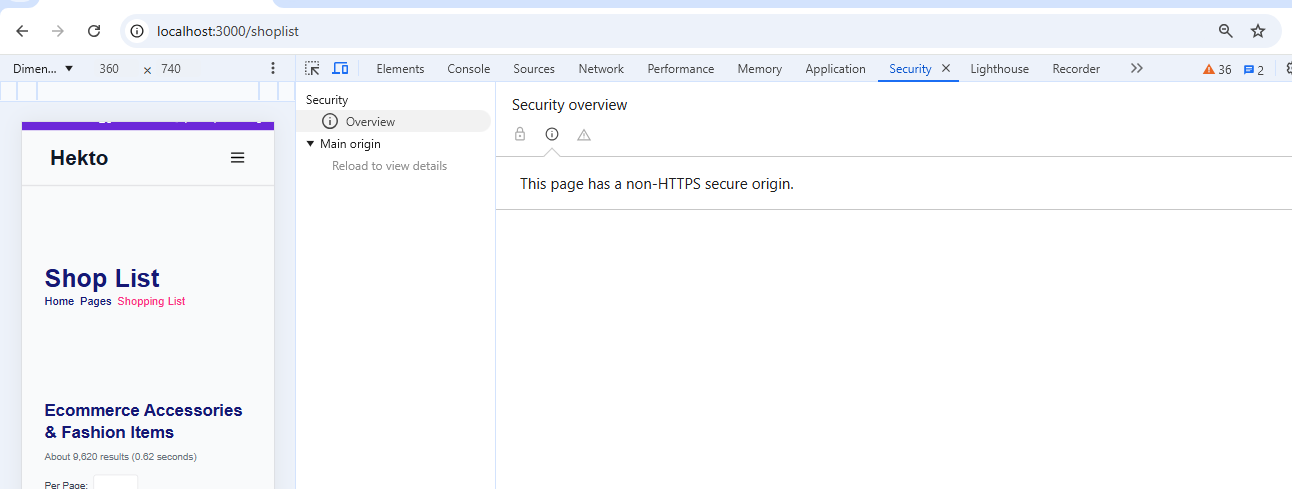 localhost:3000/shoplist
Dimen... 360 × 740
Elements Console Sources Network Performance Memory Application Security Lighthouse Recorder 36 2
Security
Overview
Main origin
Reload to view details
Security overview
This page has a non-HTTPS secure origin.
Hekto
Shop List
Home Pages Shopping List
Ecommerce Accessories
& Fashion Items
About 9,620 results (0.62 seconds)
Per Page: